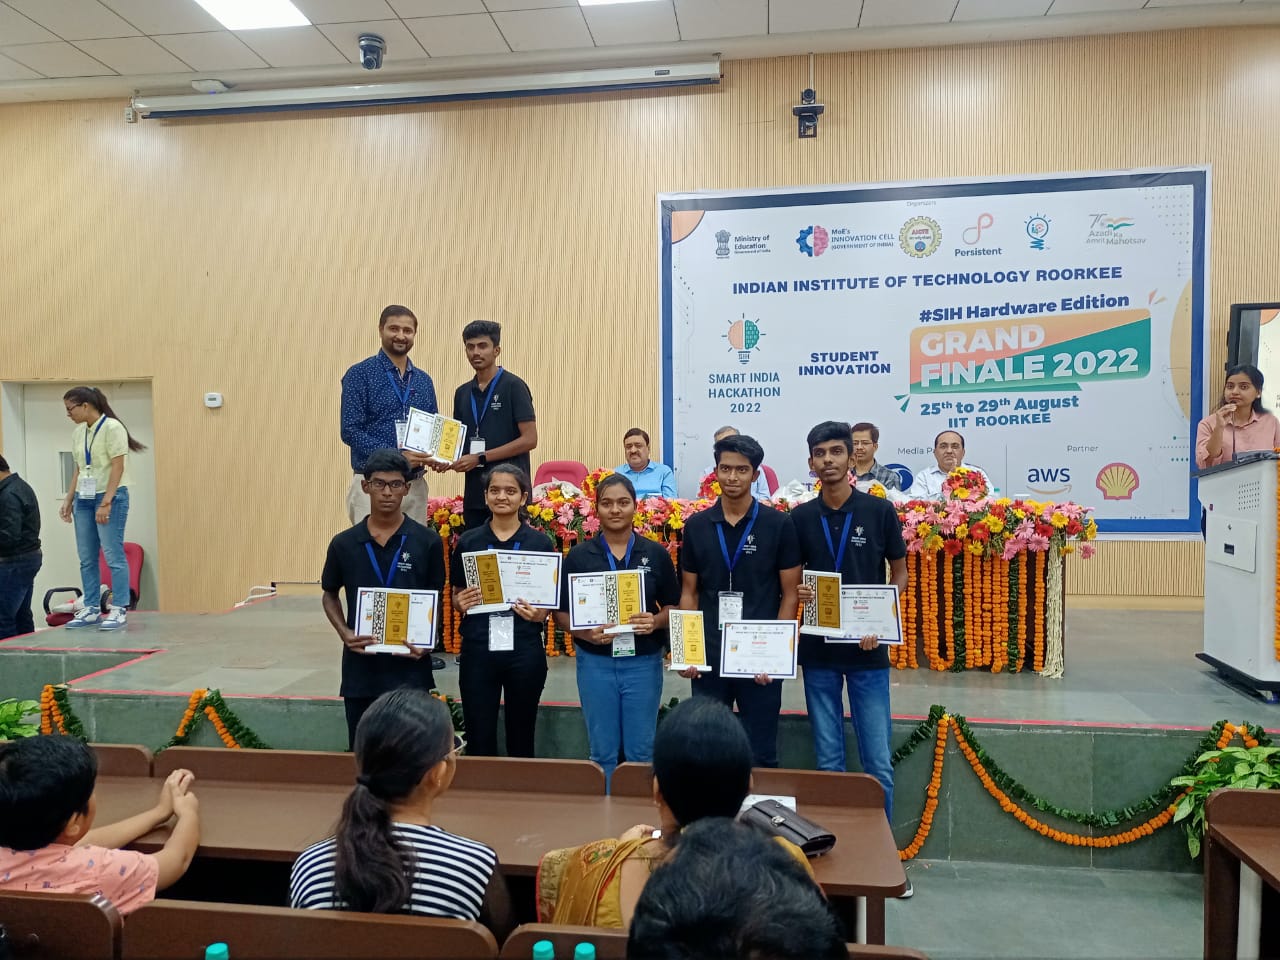 Organizers
Ministry of
Education
Government of India
MoE's
INNOVATION CELL
(GOVERNMENT OF INDIA)
AICTE
Persistent
Azadi Ka
Amrit Mahotsav
INDIAN INSTITUTE OF TECHNOLOGY ROORKEE
#SIH Hardware Edition
GRAND
FINALE 2022
SIH
SMART INDIA
HACKATHON
2022
STUDENT
INNOVATION
25th to 29th August
IIT ROORKEE
Media
Partner
aws